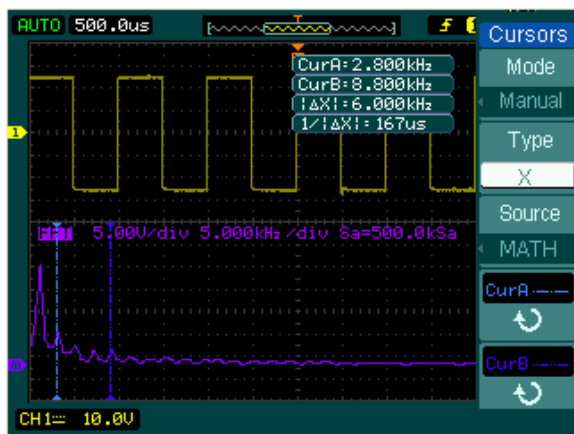 AUTO 500.0us
Cursors
CurA=2.800kHz
CurB=8.800kHz
|ΔX|=6.000kHz
1/|ΔX|=167us
Mode
Manual
Type
X
Source
MATH
1
FFT 5.00V/div 5.000kHz/div Sa=500.0kSa
CurA
CurB
M
CH1 10.0V